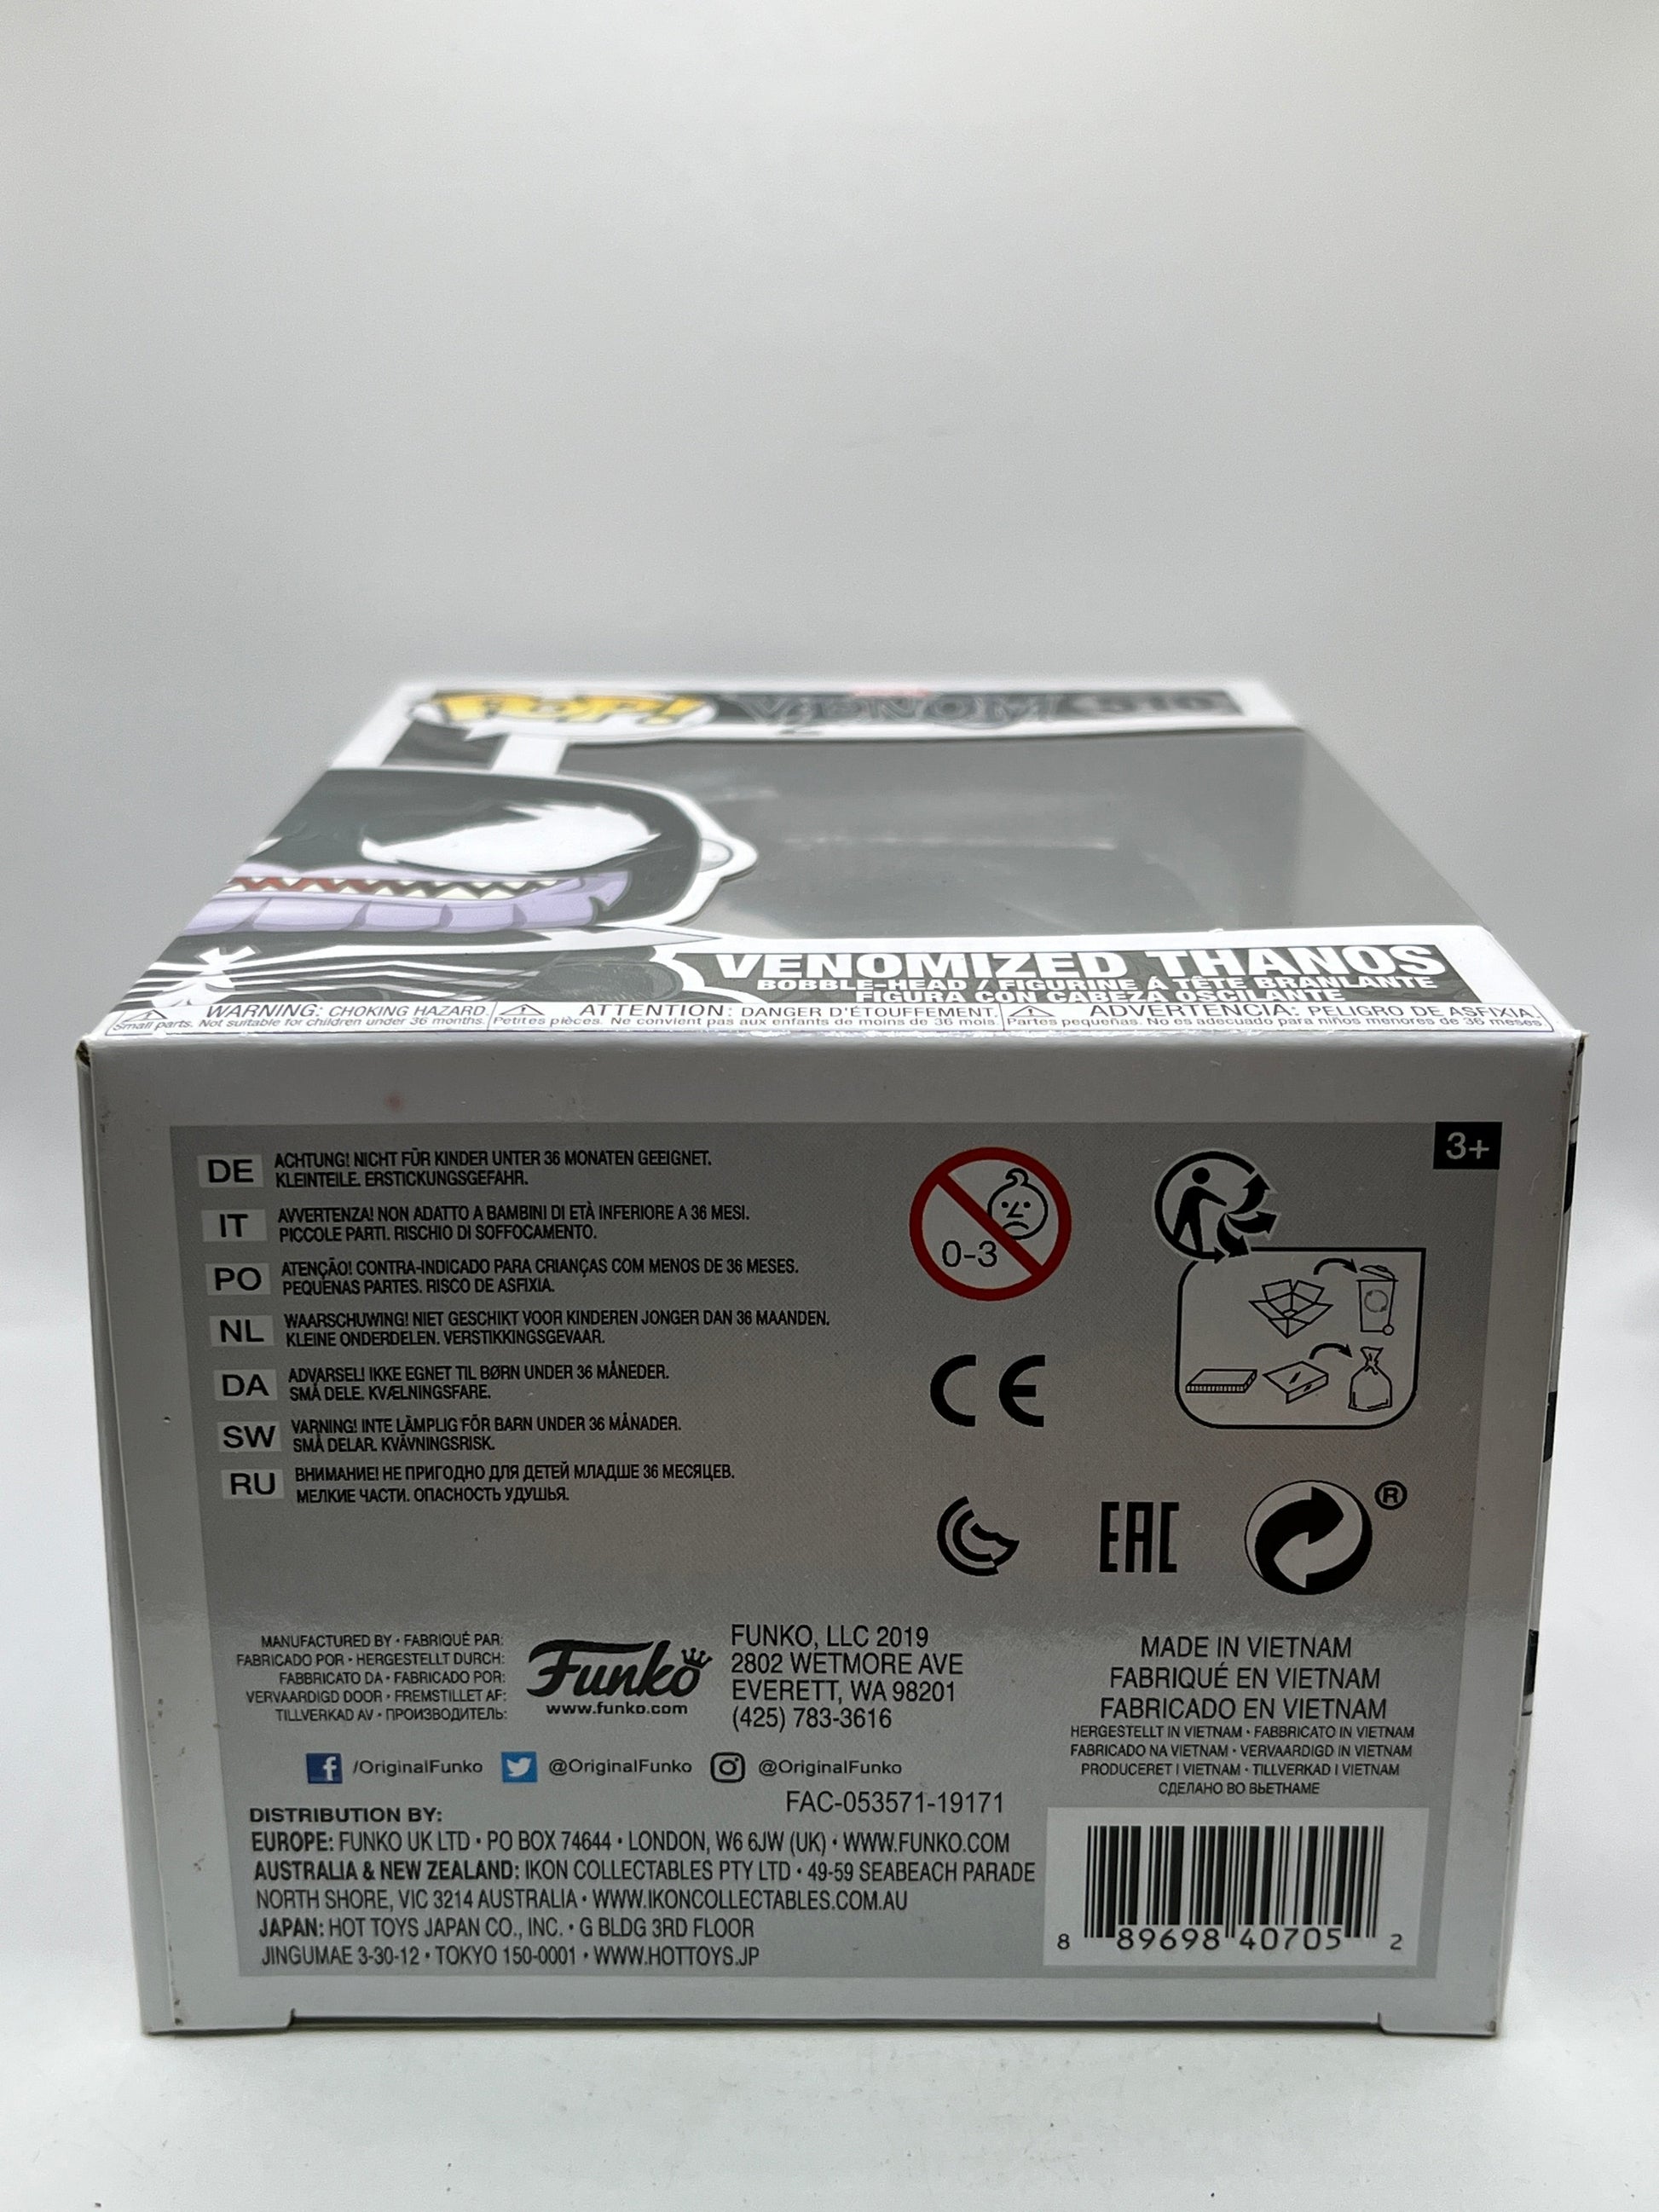 POP!
VENOM 510
VENOMIZED THANOS
BOBBLE-HEAD / FIGURINE Á TÊTE BRANLANTE
FIGURA CON CABEZA OSCILANTE
WARNING: CHOKING HAZARD.
Small parts. Not suitable for children under 36 months.
ATTENTION: DANGER D'ÉTOUFFEMENT.
Petites pièces. Ne convient pas aux enfants de moins de 36 mois.
ADVERTENCIA: PELIGRO DE ASFIXIA.
Partes pequeñas. No es adecuado para niños menores de 36 meses.
3+
DE ACHTUNG! NICHT FÜR KINDER UNTER 36 MONATEN GEEIGNET.
KLEINTEILE. ERSTICKUNGSGEFAHR.
IT AVVERTENZA! NON ADATTO A BAMBINI DI ETÀ INFERIORE A 36 MESI.
PICCOLE PARTI. RISCHIO DI SOFFOCAMENTO.
PO ATENÇÃO! CONTRA-INDICADO PARA CRIANÇAS COM MENOS DE 36 MESES.
PEQUENAS PARTES. RISCO DE ASFIXIA.
NL WAARSCHUWING! NIET GESCHIKT VOOR KINDEREN JONGER DAN 36 MAANDEN.
KLEINE ONDERDELEN. VERSTIKKINGSGEVAAR.
DA ADVARSEL! IKKE EGNET TIL BØRN UNDER 36 MÅNEDER.
SMÅ DELE. KVÆLNINGSFARE.
SW VARNING! INTE LÄMPLIG FÖR BARN UNDER 36 MÅNADER.
SMÅ DELAR. KVÄVNINGSRISK.
RU ВНИМАНИЕ! НЕ ПРИГОДНО ДЛЯ ДЕТЕЙ МЛАДШЕ 36 МЕСЯЦЕВ.
МЕЛКИЕ ЧАСТИ. ОПАСНОСТЬ УДУШЬЯ.
0-3
CE
EAC
®
MANUFACTURED BY • FABRIQUÉ PAR:
FABRICADO POR • HERGESTELLT DURCH:
FABBRICATO DA • FABRICADO POR:
VERVAARDIGD DOOR • FREMSTILLET AF:
TILLVERKAD AV • ПРОИЗВОДИТЕЛЬ:
Funko
www.funko.com
FUNKO, LLC 2019
2802 WETMORE AVE
EVERETT, WA 98201
(425) 783-3616
/OriginalFunko @OriginalFunko @OriginalFunko
FAC-053571-19171
MADE IN VIETNAM
FABRIQUÉ EN VIETNAM
FABRICADO EN VIETNAM
HERGESTELLT IN VIETNAM • FABBRICATO IN VIETNAM
FABRICADO NA VIETNAM • VERVAARDIGD IN VIETNAM
PRODUCERET I VIETNAM • TILLVERKAD I VIETNAM
СДЕЛАНО ВО ВЬЕТНАМЕ
DISTRIBUTION BY:
EUROPE: FUNKO UK LTD • PO BOX 74644 • LONDON, W6 6JW (UK) • WWW.FUNKO.COM
AUSTRALIA & NEW ZEALAND: IKON COLLECTABLES PTY LTD • 49-59 SEABEACH PARADE
NORTH SHORE, VIC 3214 AUSTRALIA • WWW.IKONCOLLECTABLES.COM.AU
JAPAN: HOT TOYS JAPAN CO., INC. • G BLDG 3RD FLOOR
JINGUMAE 3-30-12 • TOKYO 150-0001 • WWW.HOTTOYS.JP
8 89698 40705 2